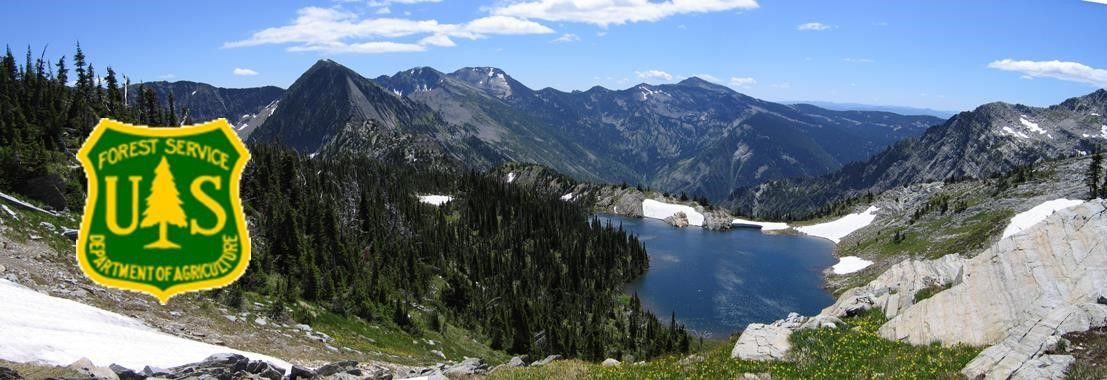 FOREST SERVICE
U S
DEPARTMENT OF AGRICULTURE